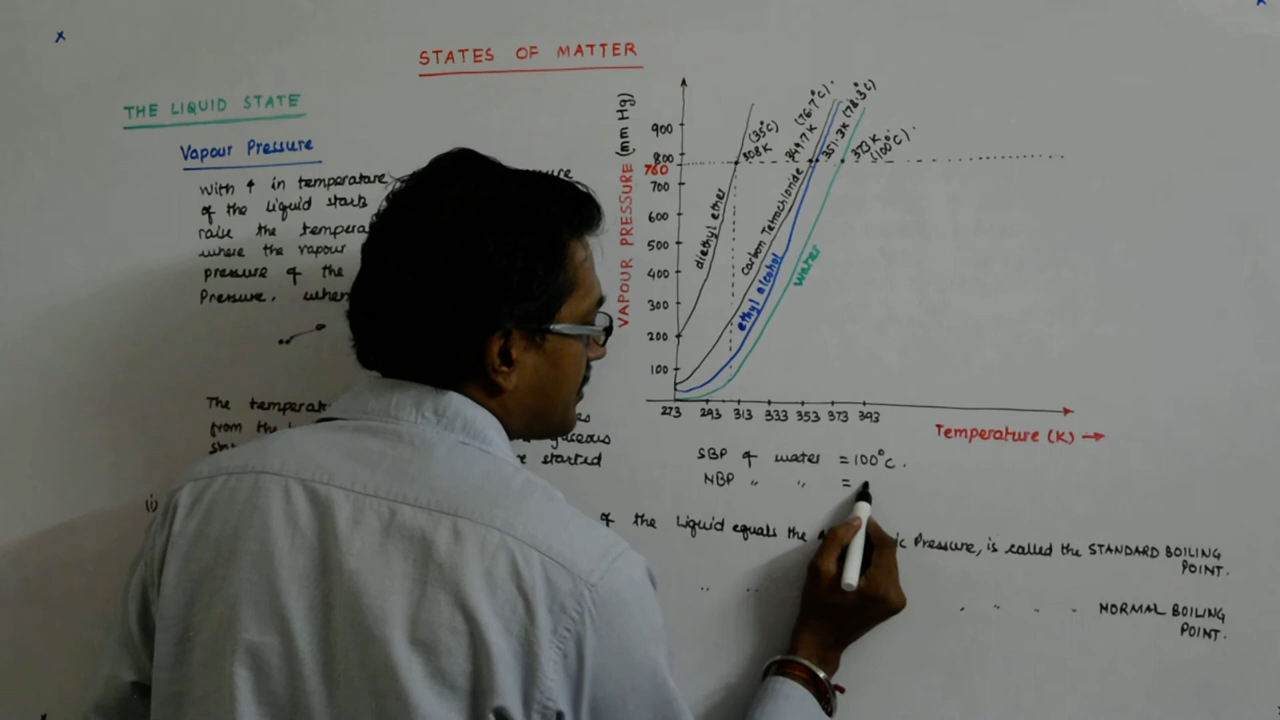 STATES OF MATTER
THE LIQUID STATE
Vapour Pressure
With ↑ in temperature
of the Liquid starts
raise the
where the vapour
pressure of the
Pressure, when
The
from the
started
(i)
of the Liquid equals the Pressure, is called the STANDARD BOILING
POINT.
" " " " NORMAL BOILING
POINT.
VAPOUR PRESSURE (mm Hg)
900
800
760
700
600
500
400
300
200
100
273 293 313 333 353 373 393
Temperature (K) →
diethyl ether
308K (35°C)
Carbon Tetrachloride
349.7K (76.7°C).
ethyl alcohol
351.3K (78.3°C)
water
373K (100°C).
SBP of water = 100°C.
NBP " " =